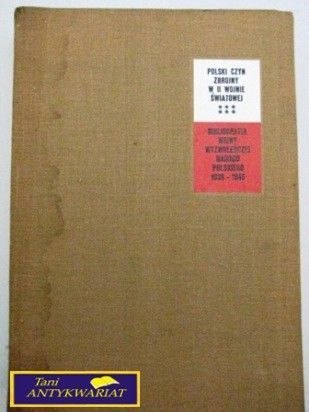 POLSKI CZYN
ZBROJNY
W II WOJNIE
ŚWIATOWEJ
BIBLIOGRAFIA
WOJNY
WYZWOLEŃCZEJ
NARODU
POLSKIEGO
1939 – 1945
Tani
ANTYKWARIAT